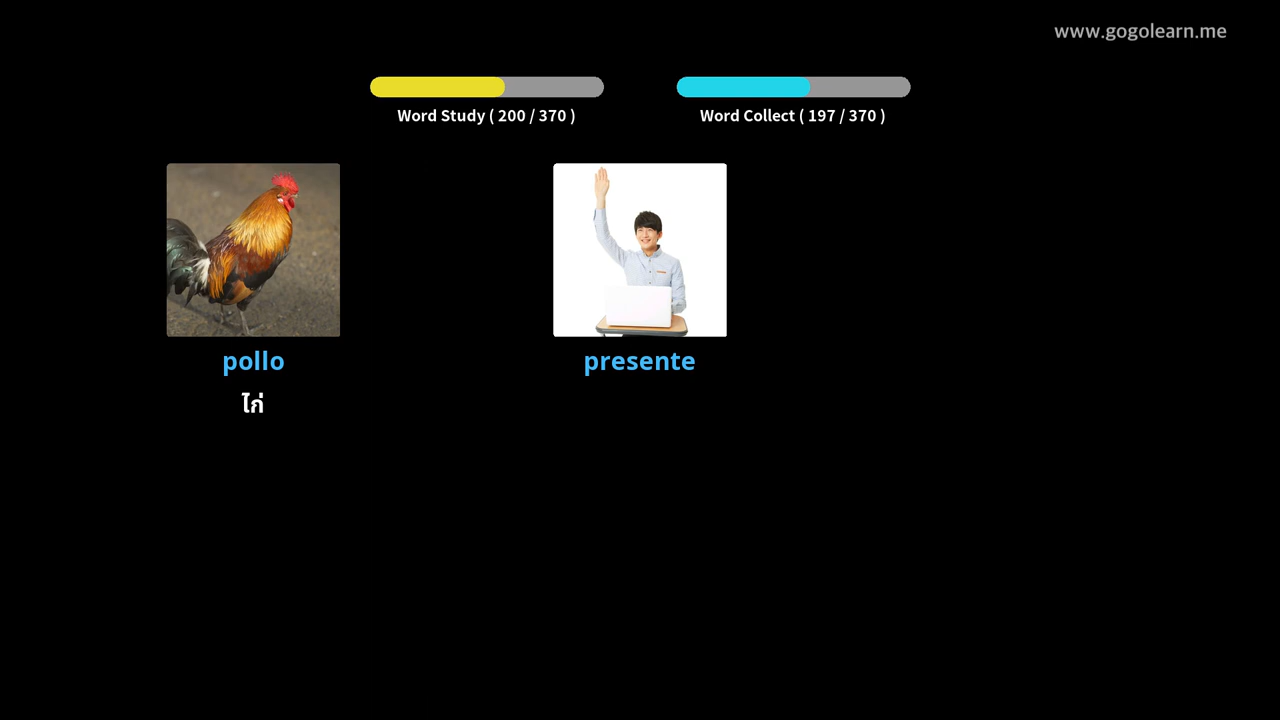 www.gogolearn.me
Word Study ( 200 / 370 )
Word Collect ( 197 / 370 )
pollo
presente
ไก่